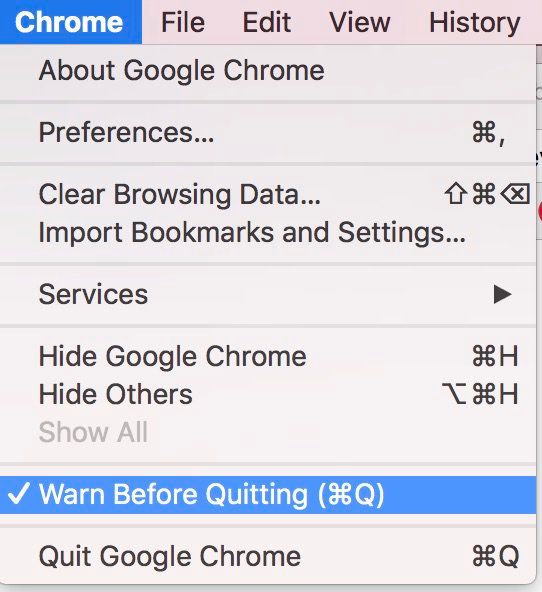 Chrome File Edit View History
About Google Chrome
Preferences... ⌘,
Clear Browsing Data... ⇧⌘⌫
Import Bookmarks and Settings...
Services ▶
Hide Google Chrome ⌘H
Hide Others ⌥⌘H
Show All
✓ Warn Before Quitting (⌘Q)
Quit Google Chrome ⌘Q